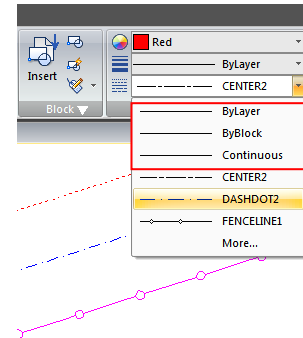 Red
ByLayer
Insert
CENTER2
Block
ByLayer
ByBlock
Continuous
CENTER2
DASHDOT2
FENCELINE1
More...